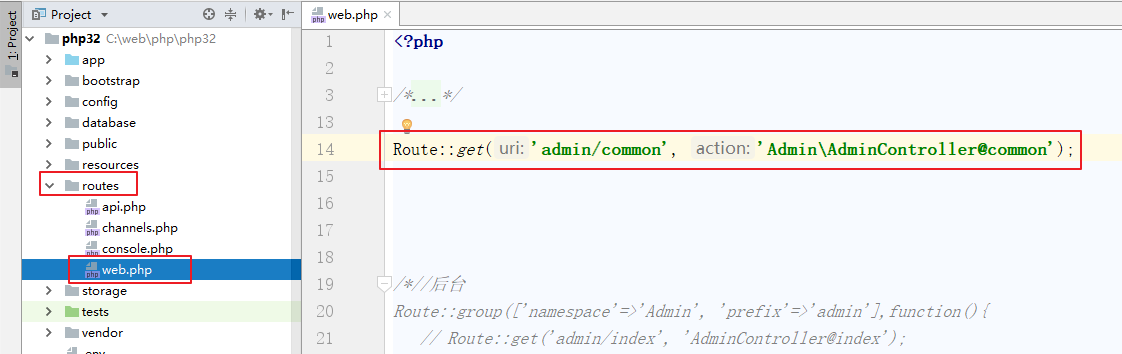 Project
1: Project
php32 C:\web\php\php32
app
bootstrap
config
database
public
resources
routes
api.php
channels.php
console.php
web.php
storage
tests
vendor
.env
web.php
1 <?php
2
3 /*...*/
13
14 Route::get( uri: 'admin/common', action: 'Admin\AdminController@common');
15
16
17
18
19 /*//后台
20 Route::group(['namespace'=>'Admin', 'prefix'=>'admin'],function(){
21 // Route::get('admin/index', 'AdminController@index');